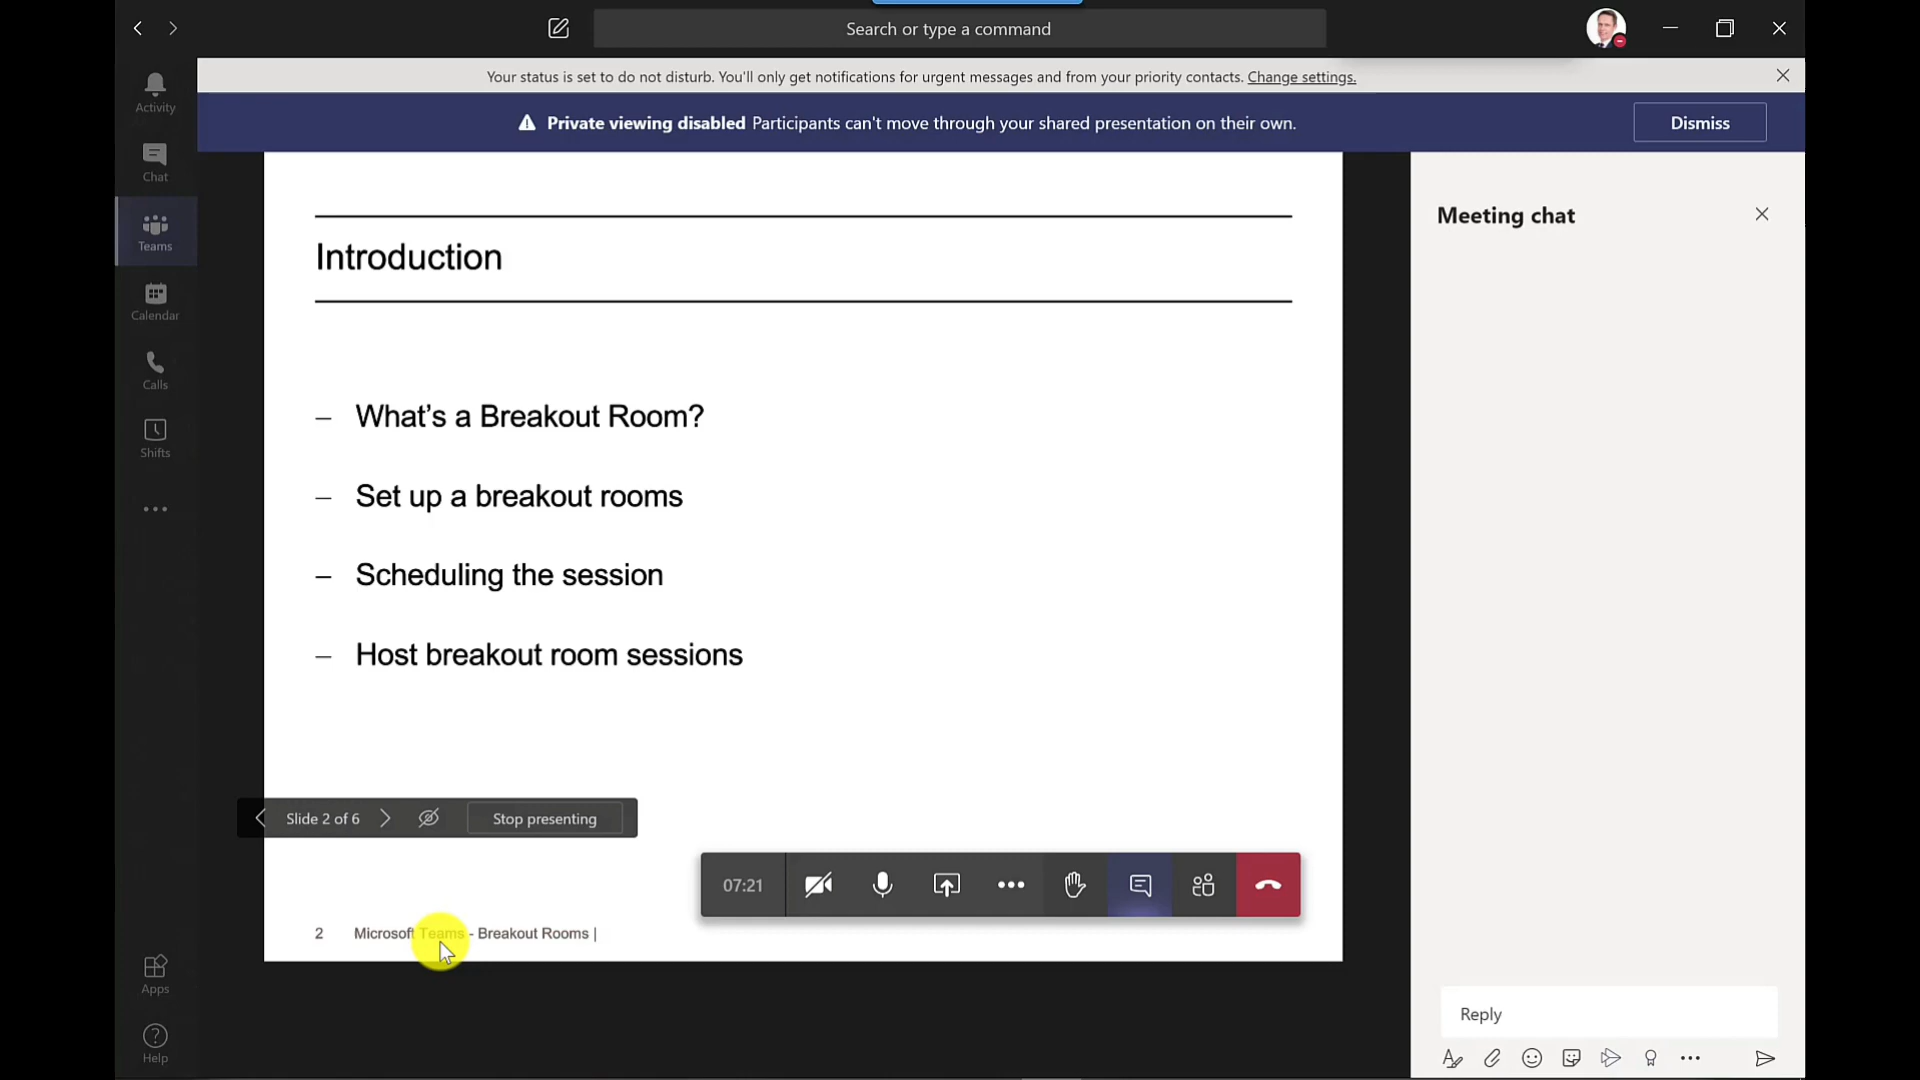 Search or type a command
Your status is set to do not disturb. You'll only get notifications for urgent messages and from your priority contacts. Change settings.
Private viewing disabled Participants can't move through your shared presentation on their own.
Dismiss
Activity
Chat
Teams
Calendar
Calls
Shifts
Apps
Help
Introduction
– What's a Breakout Room?
– Set up a breakout rooms
– Scheduling the session
– Host breakout room sessions
Slide 2 of 6
Stop presenting
07:21
2 Microsoft Teams - Breakout Rooms |
Meeting chat
Reply